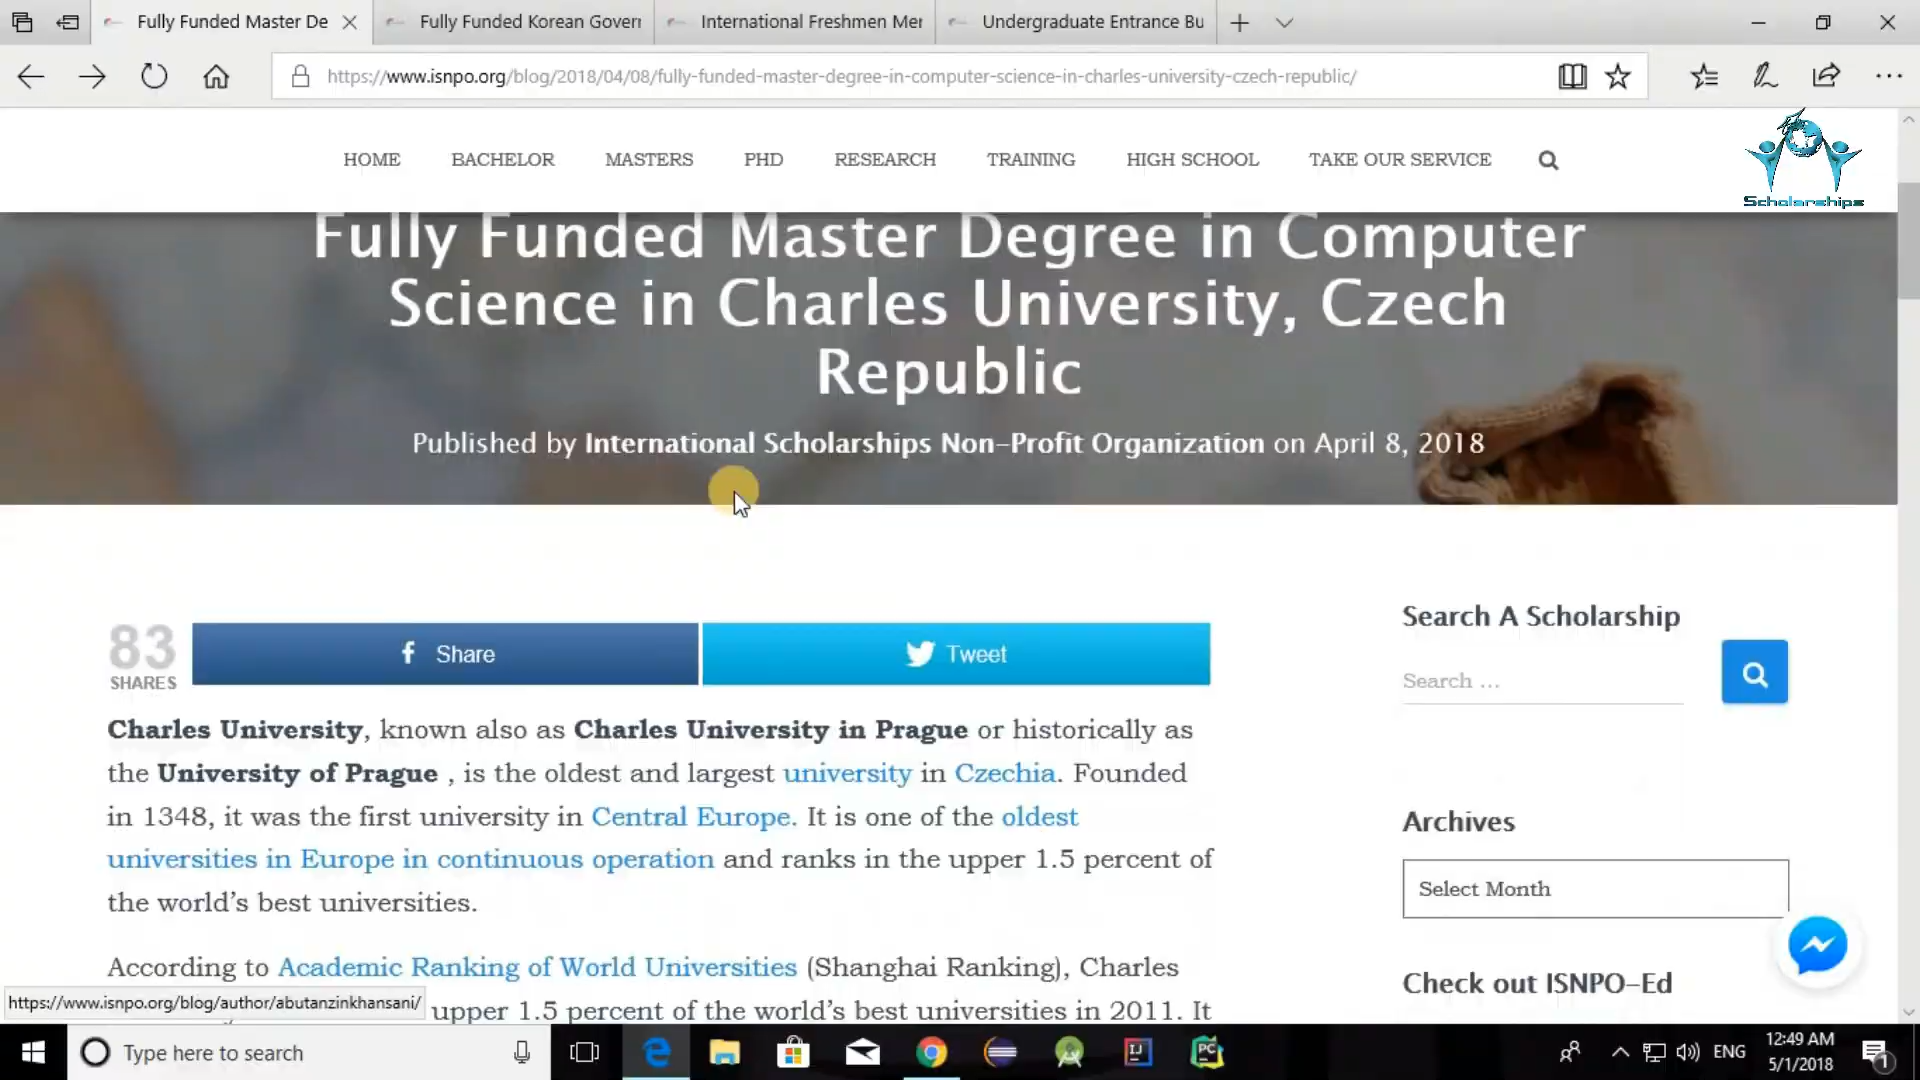 Fully Funded Master De
Fully Funded Korean Gover
International Freshmen Mer
Undergraduate Entrance Bu
https://www.isnpo.org/blog/2018/04/08/fully-funded-master-degree-in-computer-science-in-charles-university-czech-republic/
HOME BACHELOR MASTERS PHD RESEARCH TRAINING HIGH SCHOOL TAKE OUR SERVICE
Scholarships
Fully Funded Master Degree in Computer
Science in Charles University, Czech
Republic
Published by International Scholarships Non-Profit Organization on April 8, 2018
83
SHARES
Share
Tweet
Charles University, known also as Charles University in Prague or historically as
the University of Prague , is the oldest and largest university in Czechia. Founded
in 1348, it was the first university in Central Europe. It is one of the oldest
universities in Europe in continuous operation and ranks in the upper 1.5 percent of
the world’s best universities.
According to Academic Ranking of World Universities (Shanghai Ranking), Charles
upper 1.5 percent of the world’s best universities in 2011. It
Search A Scholarship
Search ...
Archives
Select Month
Check out ISNPO-Ed
https://www.isnpo.org/blog/author/abutanzinkhansani/
Type here to search
IJ
PC
ENG
12:49 AM
5/1/2018
1